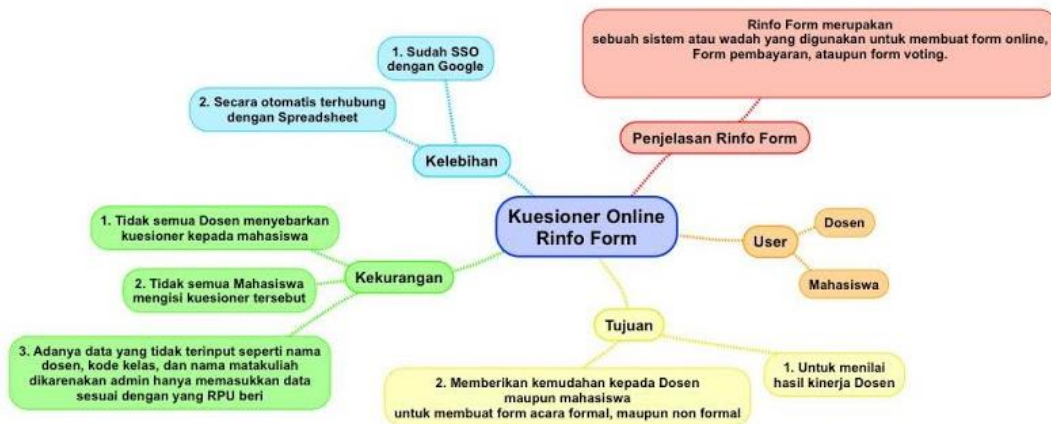 Rinfo Form merupakan
sebuah sistem atau wadah yang digunakan untuk membuat form online,
Form pembayaran, ataupun form voting.
Penjelasan Rinfo Form
1. Sudah SSO
dengan Google
2. Secara otomatis terhubung
dengan Spreadsheet
Kelebihan
Kuesioner Online
Rinfo Form
User
Dosen
Mahasiswa
1. Tidak semua Dosen menyebarkan
kuesioner kepada mahasiswa
Kekurangan
2. Tidak semua Mahasiswa
mengisi kuesioner tersebut
3. Adanya data yang tidak terinput seperti nama
dosen, kode kelas, dan nama matakuliah
dikarenakan admin hanya memasukkan data
sesuai dengan yang RPU beri
Tujuan
1. Untuk menilai
hasil kinerja Dosen
2. Memberikan kemudahan kepada Dosen
maupun mahasiswa
untuk membuat form acara formal, maupun non formal